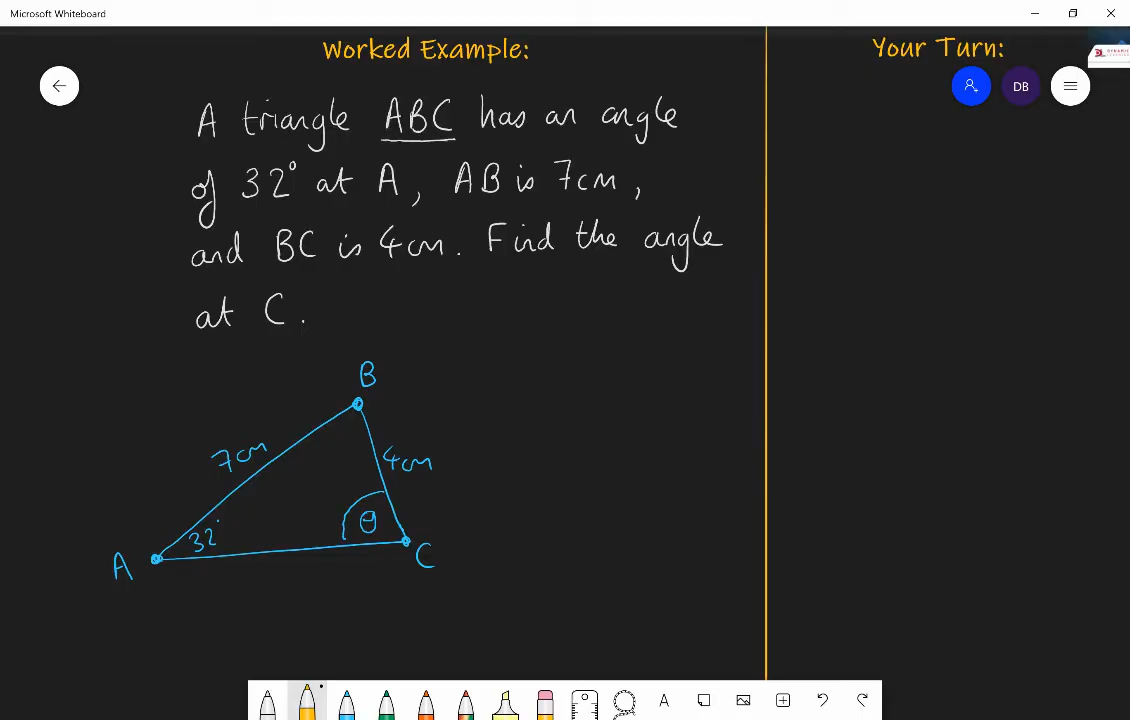 Microsoft Whiteboard
Worked Example:
Your Turn:
DB
A triangle ABC has an angle
of 32° at A, AB is 7cm,
and BC is 4cm. Find the angle
at C.
B
7cm
4cm
32°
θ
A
C
A